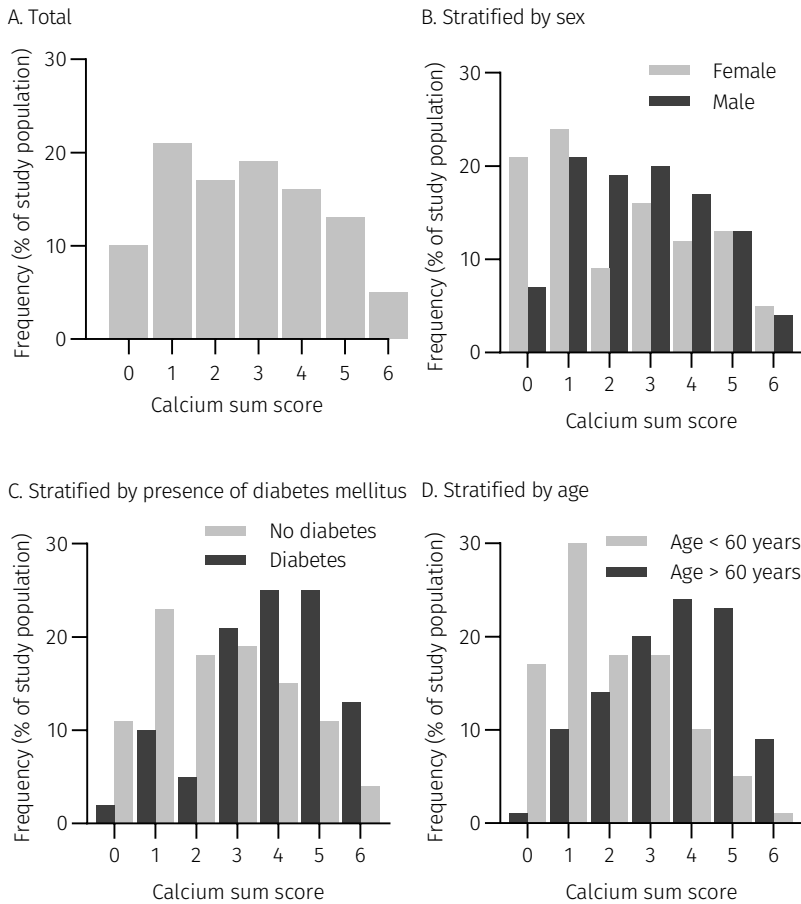 A. Total
Frequency (% of study population)
30
20
10
0
0 1 2 3 4 5 6
Calcium sum score
B. Stratified by sex
Frequency (% of study population)
30
20
10
0
Female
Male
0 1 2 3 4 5 6
Calcium sum score
C. Stratified by presence of diabetes mellitus
Frequency (% of study population)
30
20
10
0
No diabetes
Diabetes
0 1 2 3 4 5 6
Calcium sum score
D. Stratified by age
Frequency (% of study population)
30
20
10
0
Age < 60 years
Age > 60 years
0 1 2 3 4 5 6
Calcium sum score